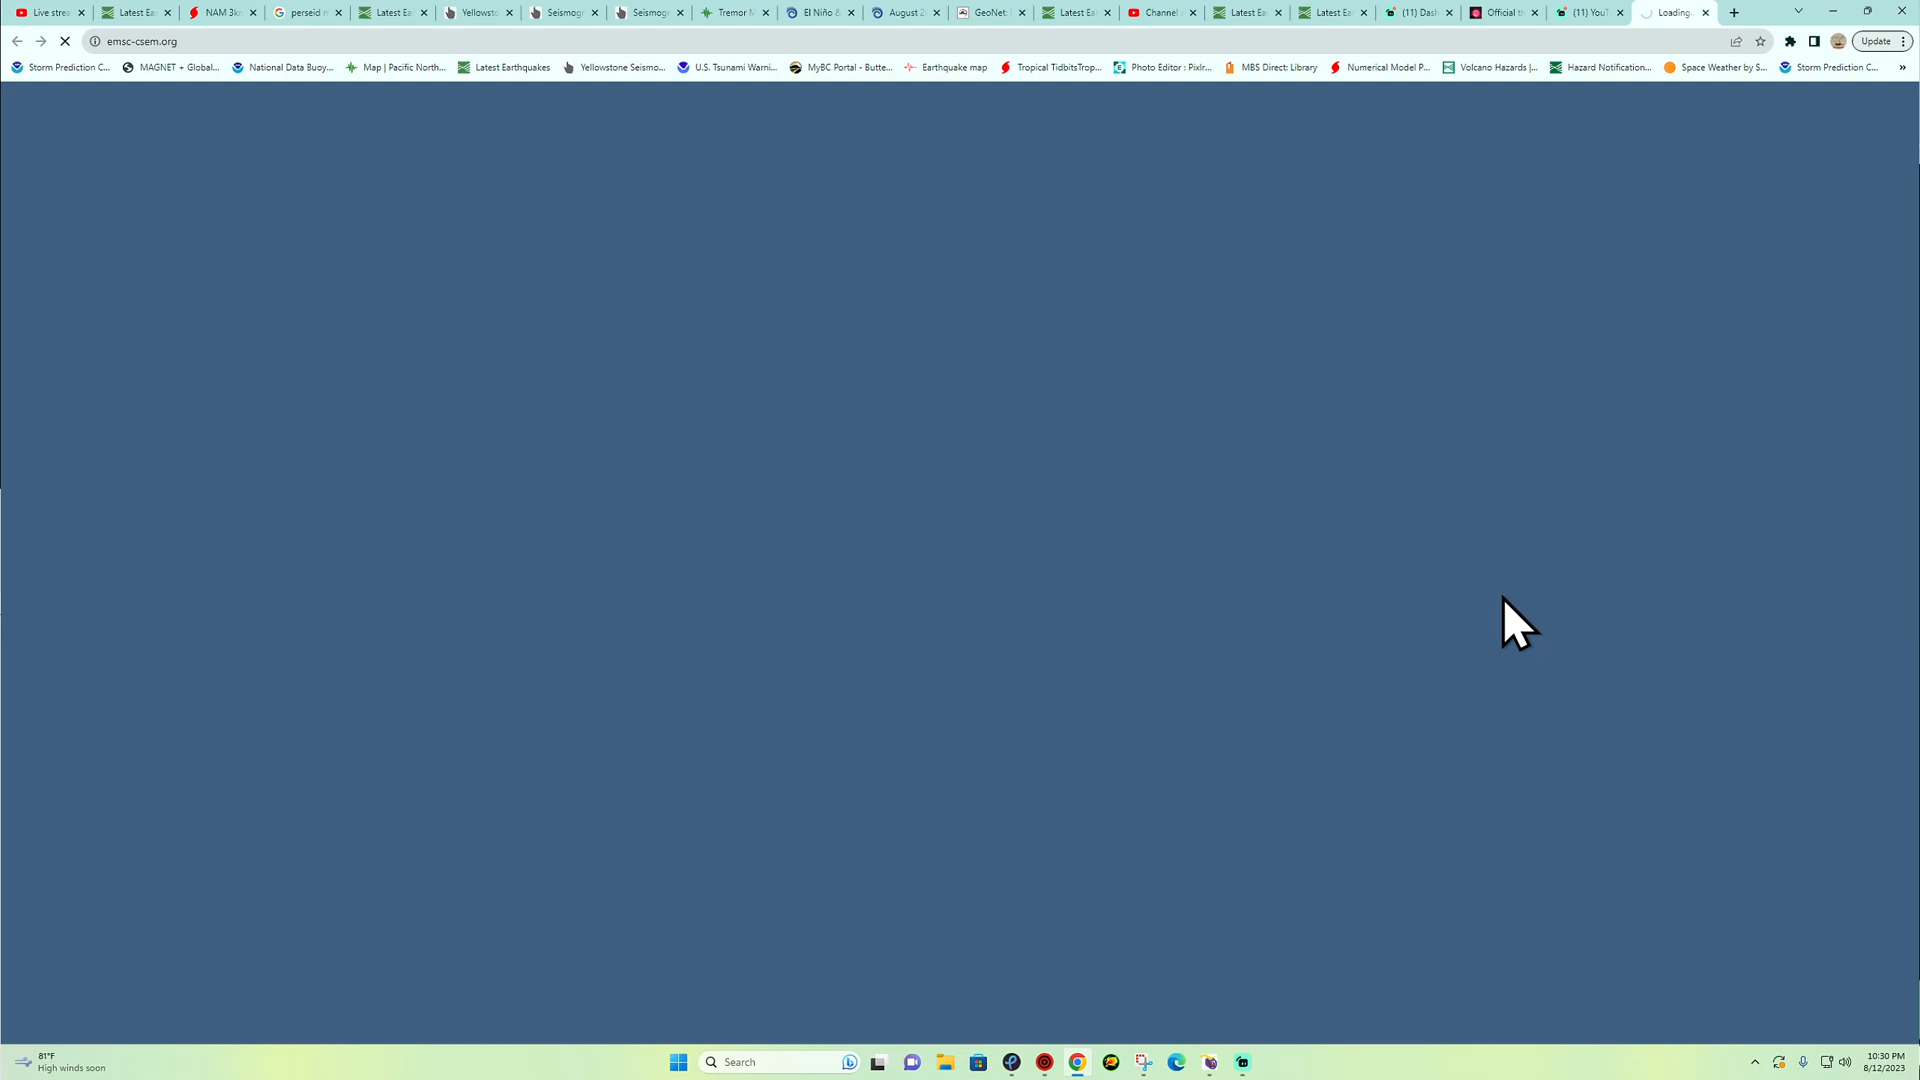 Live strea
Latest Ea
NAM 3k
perseid m
Latest Ea
Yellowsto
Seismog
Seismog
Tremor M
El Niño &
August 2
GeoNet:
Latest Ea
Channel
Latest Ea
Latest Ea
(11) Dash
Official t
(11) YouT
Loading
emsc-csem.org
Update
Storm Prediction C...
MAGNET + Global...
National Data Buoy...
Map | Pacific North...
Latest Earthquakes
Yellowstone Seismo...
U.S. Tsunami Warni...
MyBC Portal - Butte...
Earthquake map
Tropical TidbitsTrop...
Photo Editor : Pixlr...
MBS Direct: Library
Numerical Model P...
Volcano Hazards |...
Hazard Notification...
Space Weather by S...
Storm Prediction C...
»
81°F
High winds soon
Search
10:30 PM
8/12/2023